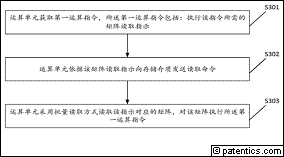 S301
运算单元获取第一运算指令，所述第一运算指令包括：执行该指令所需的
矩阵读取指示
S302
运算单元依据该矩阵读取指示向存储介质发送读取命令
S303
运算单元采用批量读取方式读取该指示对应的矩阵，对该矩阵执行所述第
一运算指令
© patentics.com